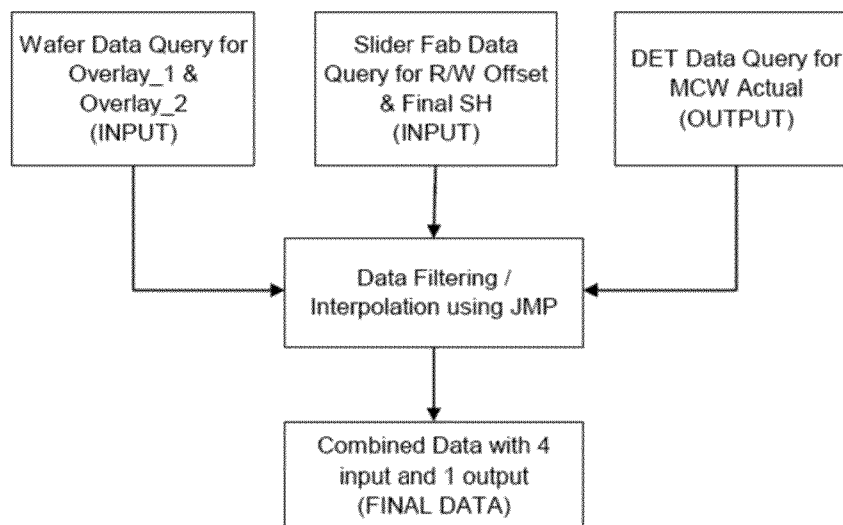 Wafer Data Query for
Overlay_1 &
Overlay_2
(INPUT)
Slider Fab Data
Query for R/W Offset
& Final SH
(INPUT)
DET Data Query for
MCW Actual
(OUTPUT)
Data Filtering /
Interpolation using JMP
Combined Data with 4
input and 1 output
(FINAL DATA)